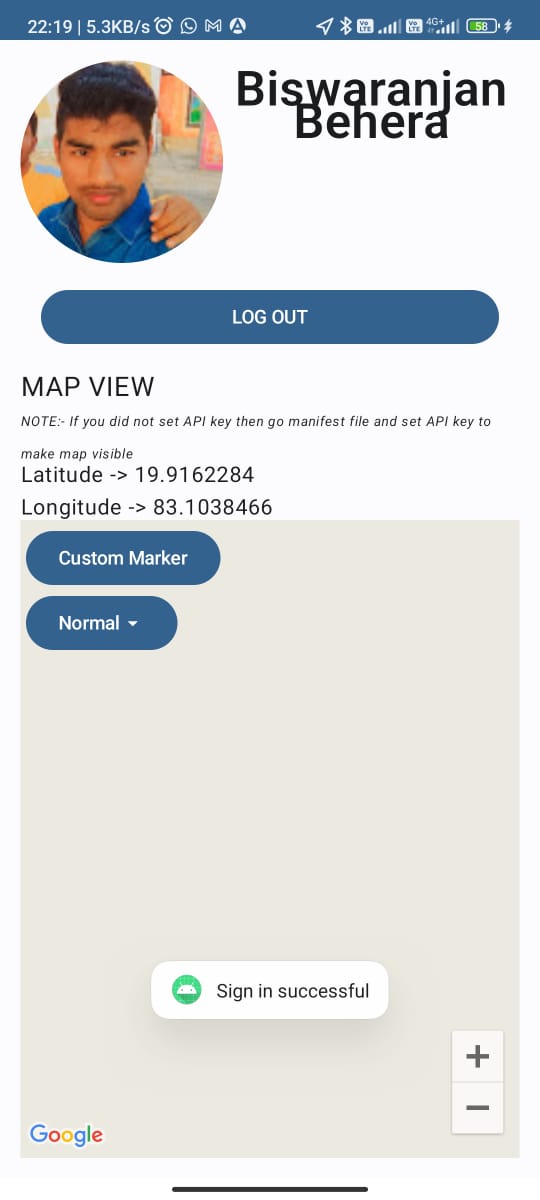 22:19 | 5.3KB/s
Vo LTE Vo LTE 4G+ 58
Biswaranjan
Behera
LOG OUT
MAP VIEW
NOTE:- If you did not set API key then go manifest file and set API key to
make map visible
Latitude -> 19.9162284
Longitude -> 83.1038466
Custom Marker
Normal
Sign in successful
Google